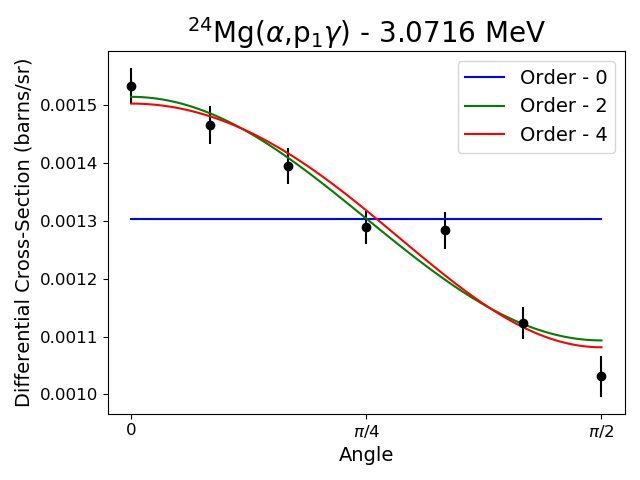 ²⁴Mg(α,p₁γ) - 3.0716 MeV
Differential Cross-Section (barns/sr)
0.0015
0.0014
0.0013
0.0012
0.0011
0.0010
Order - 0
Order - 2
Order - 4
0
π/4
π/2
Angle